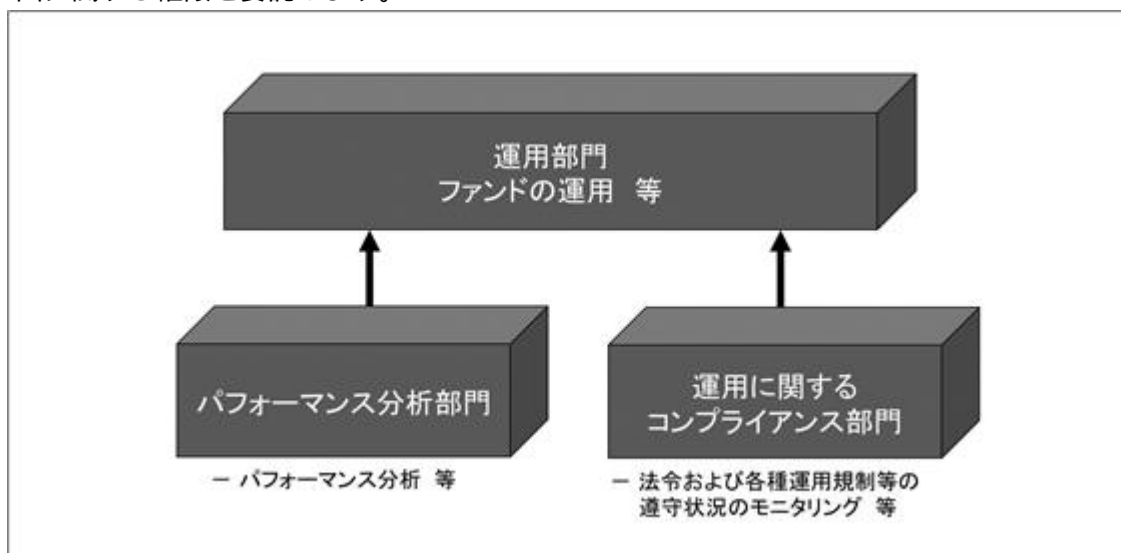 運用部門
ファンドの運用 等
パフォーマンス分析部門
- パフォーマンス分析 等
運用に関する
コンプライアンス部門
- 法令および各種運用規制等の
遵守状況のモニタリング 等